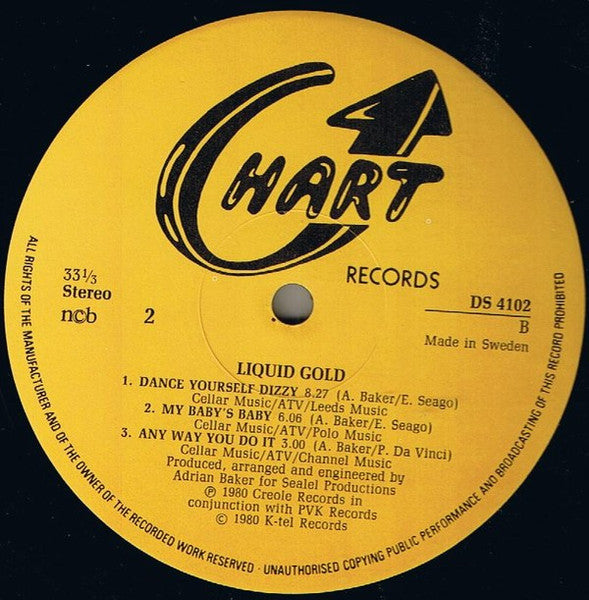 CHART
RECORDS
33⅓
Stereo
ncb
2
DS 4102
B
Made in Sweden
LIQUID GOLD
1. DANCE YOURSELF DIZZY 8.27 (A. Baker/E. Seago)
Cellar Music/ATV/Leeds Music
2. MY BABY'S BABY 6.06 (A. Baker/E. Seago)
Cellar Music/ATV/Polo Music
3. ANY WAY YOU DO IT 3.00 (A. Baker/P. Da Vinci)
Cellar Music/ATV/Channel Music
Produced, arranged and engineered by
Adrian Baker for Sealel Productions
℗ 1980 Creole Records in
conjunction with PVK Records
© 1980 K-tel Records
ALL RIGHTS OF THE MANUFACTURER AND OF THE OWNER OF THE RECORDED WORK RESERVED · UNAUTHORISED COPYING PUBLIC PERFORMANCE AND BROADCASTING OF THIS RECORD PROHIBITED